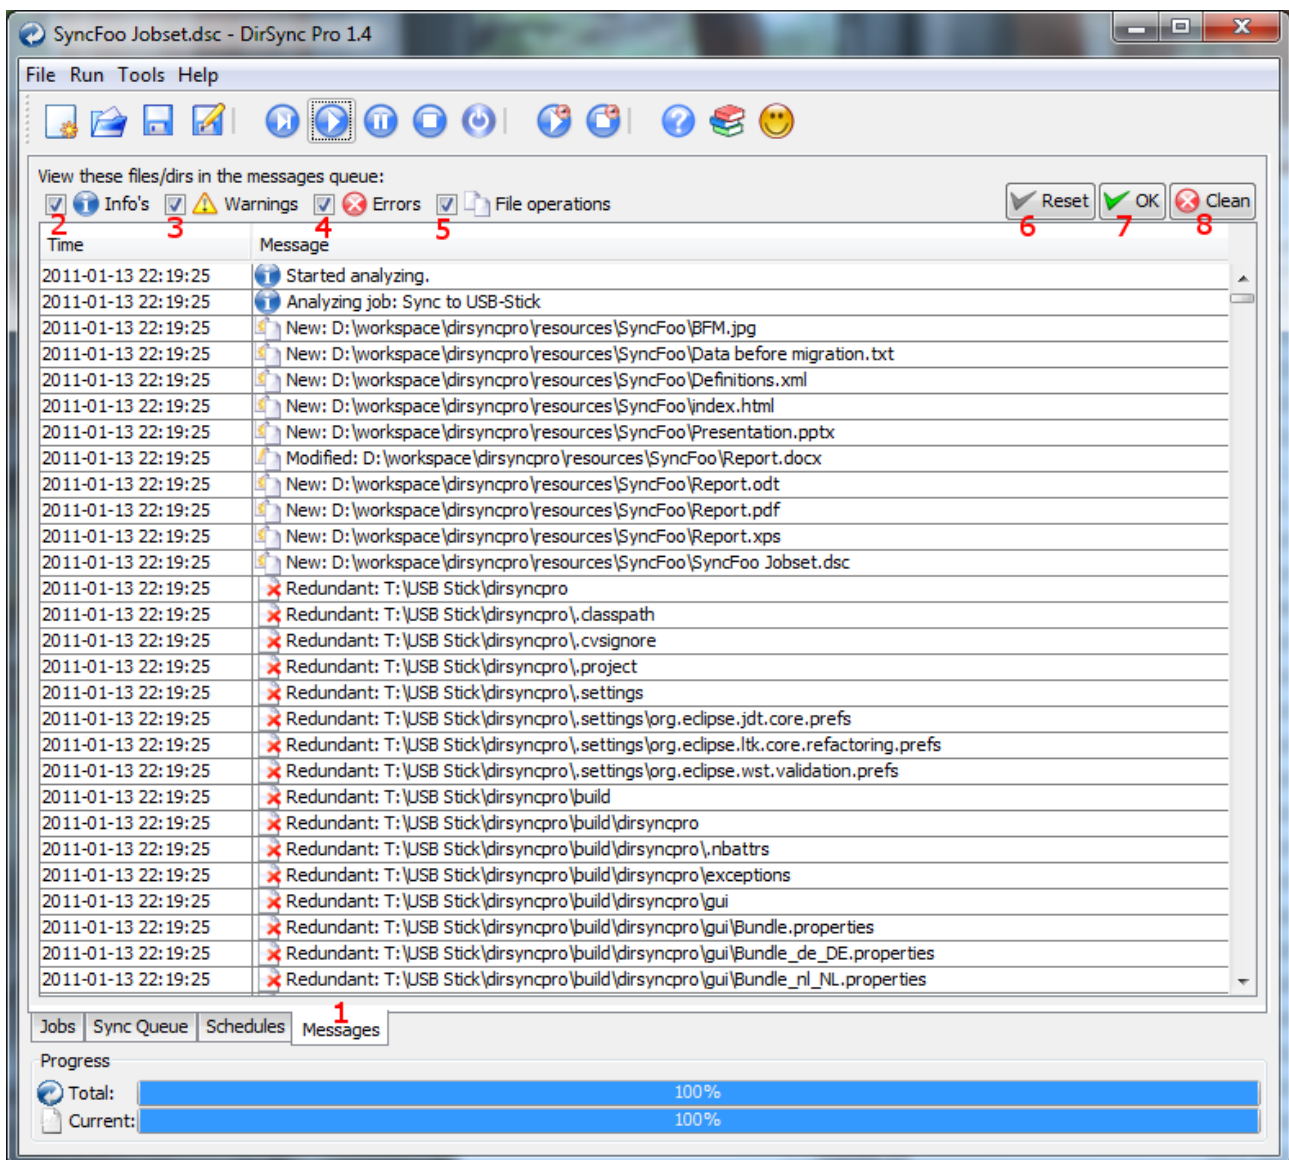 SyncFoo Jobset.dsc - DirSync Pro 1.4
File Run Tools Help
View these files/dirs in the messages queue:
Info's Warnings Errors File operations Reset OK Clean
2 3 4 5 6 7 8
Time Message
2011-01-13 22:19:25 Started analyzing.
2011-01-13 22:19:25 Analyzing job: Sync to USB-Stick
2011-01-13 22:19:25 New: D:\workspace\dirsyncpro\resources\SyncFoo\BFM.jpg
2011-01-13 22:19:25 New: D:\workspace\dirsyncpro\resources\SyncFoo\Data before migration.txt
2011-01-13 22:19:25 New: D:\workspace\dirsyncpro\resources\SyncFoo\Definitions.xml
2011-01-13 22:19:25 New: D:\workspace\dirsyncpro\resources\SyncFoo\index.html
2011-01-13 22:19:25 New: D:\workspace\dirsyncpro\resources\SyncFoo\Presentation.pptx
2011-01-13 22:19:25 Modified: D:\workspace\dirsyncpro\resources\SyncFoo\Report.docx
2011-01-13 22:19:25 New: D:\workspace\dirsyncpro\resources\SyncFoo\Report.odt
2011-01-13 22:19:25 New: D:\workspace\dirsyncpro\resources\SyncFoo\Report.pdf
2011-01-13 22:19:25 New: D:\workspace\dirsyncpro\resources\SyncFoo\Report.xps
2011-01-13 22:19:25 New: D:\workspace\dirsyncpro\resources\SyncFoo\SyncFoo Jobset.dsc
2011-01-13 22:19:25 Redundant: T:\USB Stick\dirsyncpro
2011-01-13 22:19:25 Redundant: T:\USB Stick\dirsyncpro\.classpath
2011-01-13 22:19:25 Redundant: T:\USB Stick\dirsyncpro\.cvsignore
2011-01-13 22:19:25 Redundant: T:\USB Stick\dirsyncpro\.project
2011-01-13 22:19:25 Redundant: T:\USB Stick\dirsyncpro\.settings
2011-01-13 22:19:25 Redundant: T:\USB Stick\dirsyncpro\.settings\org.eclipse.jdt.core.prefs
2011-01-13 22:19:25 Redundant: T:\USB Stick\dirsyncpro\.settings\org.eclipse.ltk.core.refactoring.prefs
2011-01-13 22:19:25 Redundant: T:\USB Stick\dirsyncpro\.settings\org.eclipse.wst.validation.prefs
2011-01-13 22:19:25 Redundant: T:\USB Stick\dirsyncpro\build
2011-01-13 22:19:25 Redundant: T:\USB Stick\dirsyncpro\build\dirsyncpro
2011-01-13 22:19:25 Redundant: T:\USB Stick\dirsyncpro\build\dirsyncpro\.nbattrs
2011-01-13 22:19:25 Redundant: T:\USB Stick\dirsyncpro\build\dirsyncpro\exceptions
2011-01-13 22:19:25 Redundant: T:\USB Stick\dirsyncpro\build\dirsyncpro\gui
2011-01-13 22:19:25 Redundant: T:\USB Stick\dirsyncpro\build\dirsyncpro\gui\Bundle.properties
2011-01-13 22:19:25 Redundant: T:\USB Stick\dirsyncpro\build\dirsyncpro\gui\Bundle_de_DE.properties
2011-01-13 22:19:25 Redundant: T:\USB Stick\dirsyncpro\build\dirsyncpro\gui\Bundle_nl_NL.properties
1
Jobs Sync Queue Schedules Messages
Progress
Total: 100%
Current: 100%